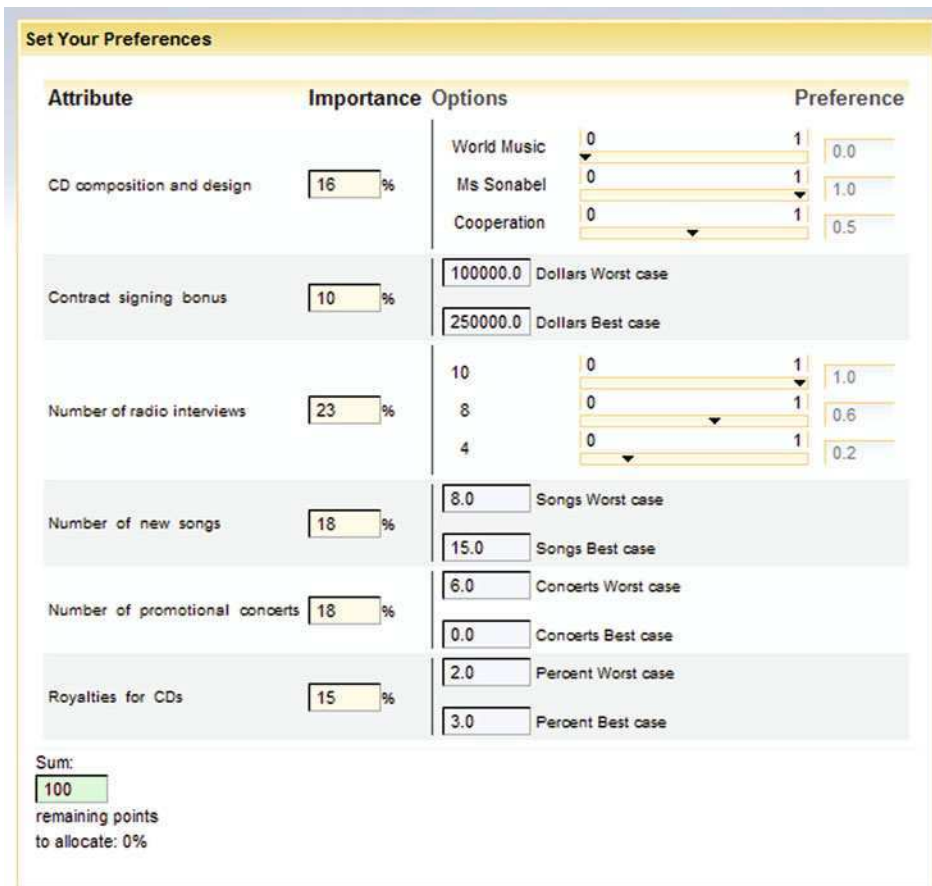 Set Your Preferences
Attribute Importance Options Preference
World Music 0 1 0.0
CD composition and design 16 % Ms Sonabel 0 1 1.0
Cooperation 0 1 0.5
100000.0 Dollars Worst case
Contract signing bonus 10 %
250000.0 Dollars Best case
10 0 1 1.0
Number of radio interviews 23 % 8 0 1 0.6
4 0 1 0.2
8.0 Songs Worst case
Number of new songs 18 %
15.0 Songs Best case
6.0 Concerts Worst case
Number of promotional concerts 18 %
0.0 Concerts Best case
2.0 Percent Worst case
Royalties for CDs 15 %
3.0 Percent Best case
Sum:
100
remaining points
to allocate: 0%